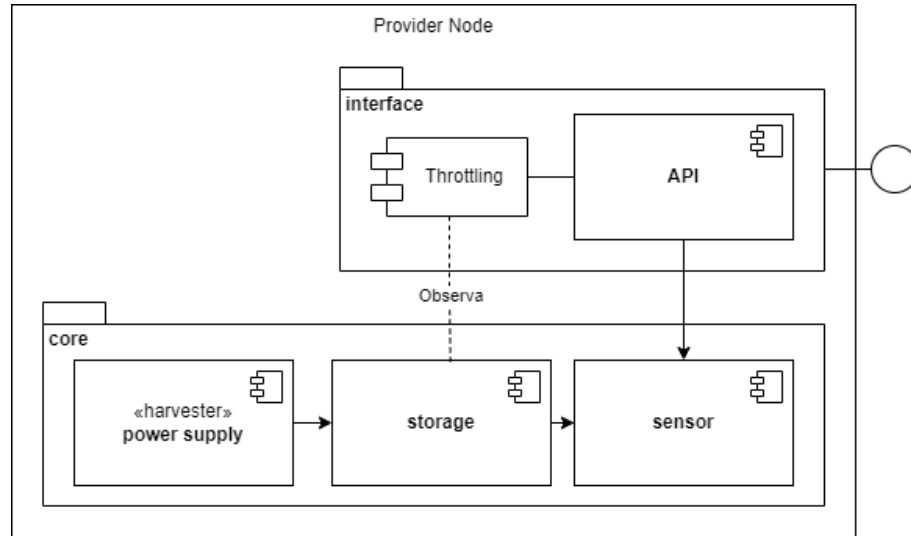 Provider Node
interface
Throttling
API
Observa
core
«harvester»
power supply
storage
sensor